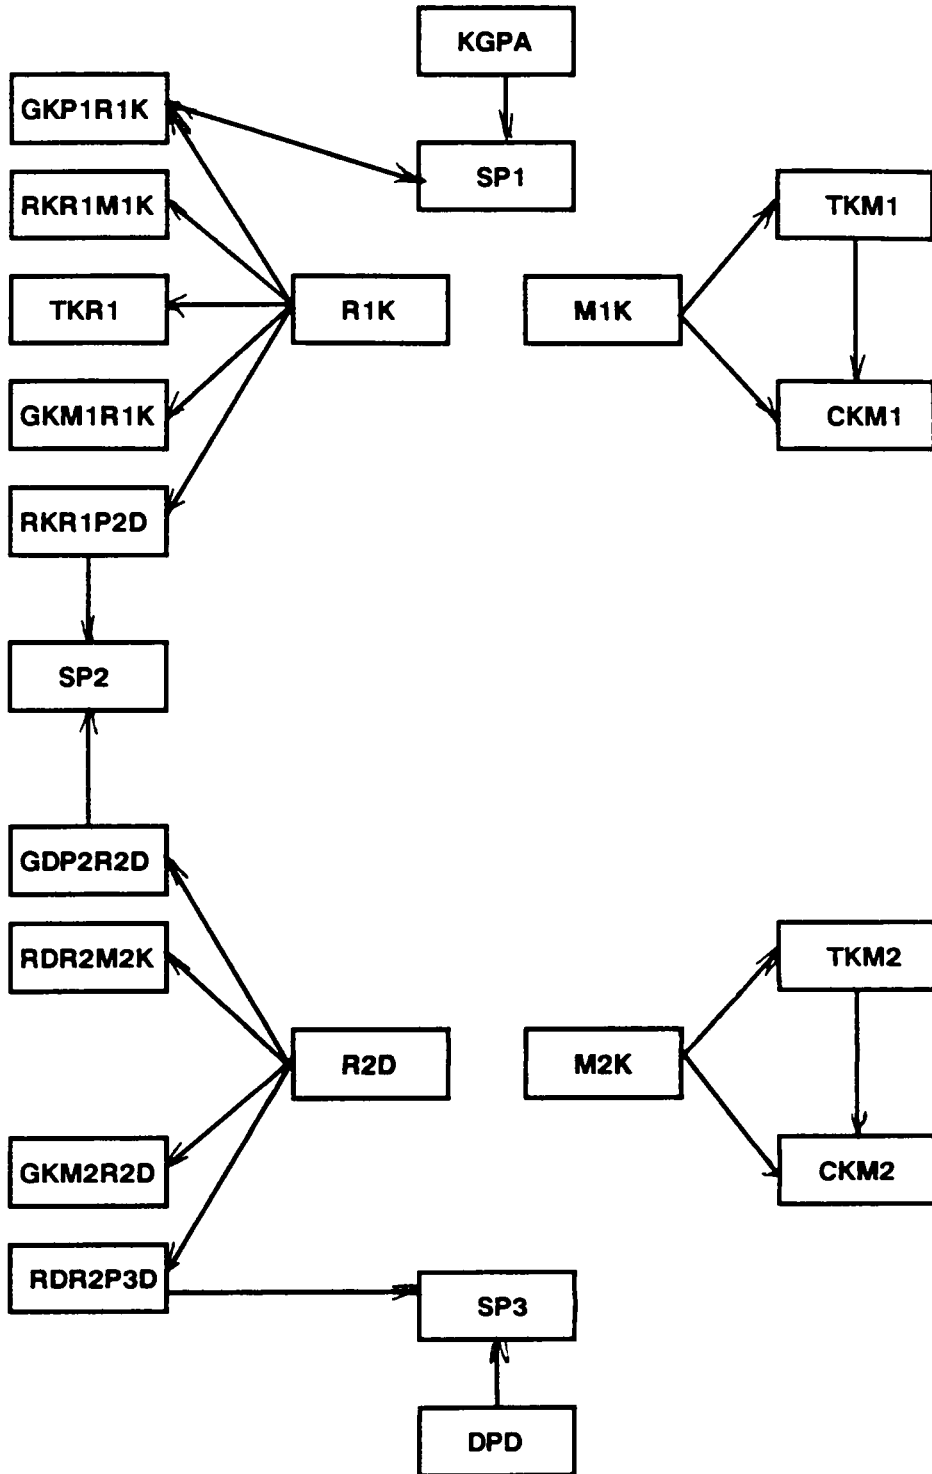 KGPA
GKP1R1K
SP1
RKR1M1K
TKM1
TKR1
R1K
M1K
GKM1R1K
CKM1
RKR1P2D
SP2
GDP2R2D
RDR2M2K
TKM2
R2D
M2K
GKM2R2D
CKM2
RDR2P3D
SP3
DPD